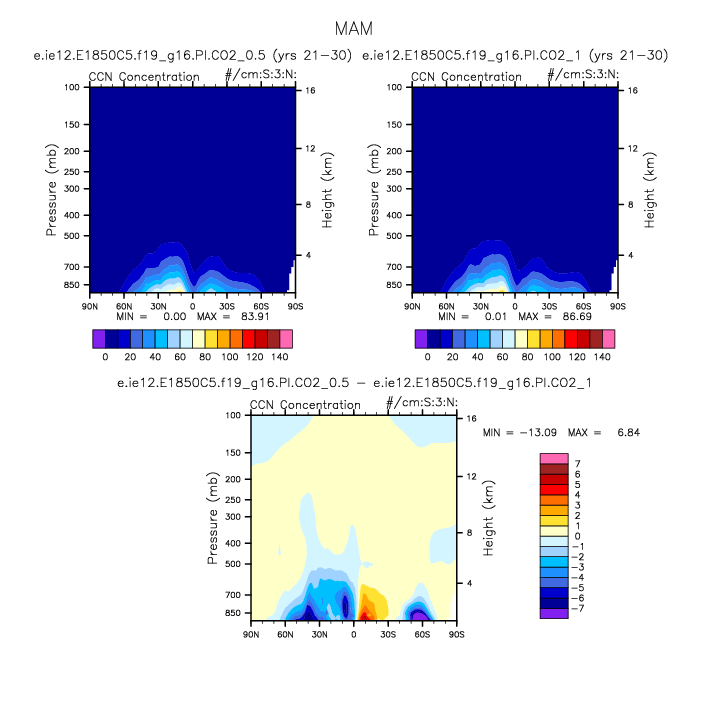 MAM
e.ie12.E1850C5.f19_g16.PI.CO2_0.5 (yrs 21-30)
CCN Concentration #/cm:S:3:N:
100
150
200
250
300
400
500
700
850
Pressure (mb)
16
12
8
4
Height (km)
90N 60N 30N 0 30S 60S 90S
MIN = 0.00 MAX = 83.91
0 20 40 60 80 100 120 140
e.ie12.E1850C5.f19_g16.PI.CO2_1 (yrs 21-30)
CCN Concentration #/cm:S:3:N:
100
150
200
250
300
400
500
700
850
Pressure (mb)
16
12
8
4
Height (km)
90N 60N 30N 0 30S 60S 90S
MIN = 0.01 MAX = 86.69
0 20 40 60 80 100 120 140
e.ie12.E1850C5.f19_g16.PI.CO2_0.5 - e.ie12.E1850C5.f19_g16.PI.CO2_1
CCN Concentration #/cm:S:3:N:
100
150
200
250
300
400
500
700
850
Pressure (mb)
16
12
8
4
Height (km)
90N 60N 30N 0 30S 60S 90S
MIN = -13.09 MAX = 6.84
7
6
5
4
3
2
1
0
-1
-2
-3
-4
-5
-6
-7